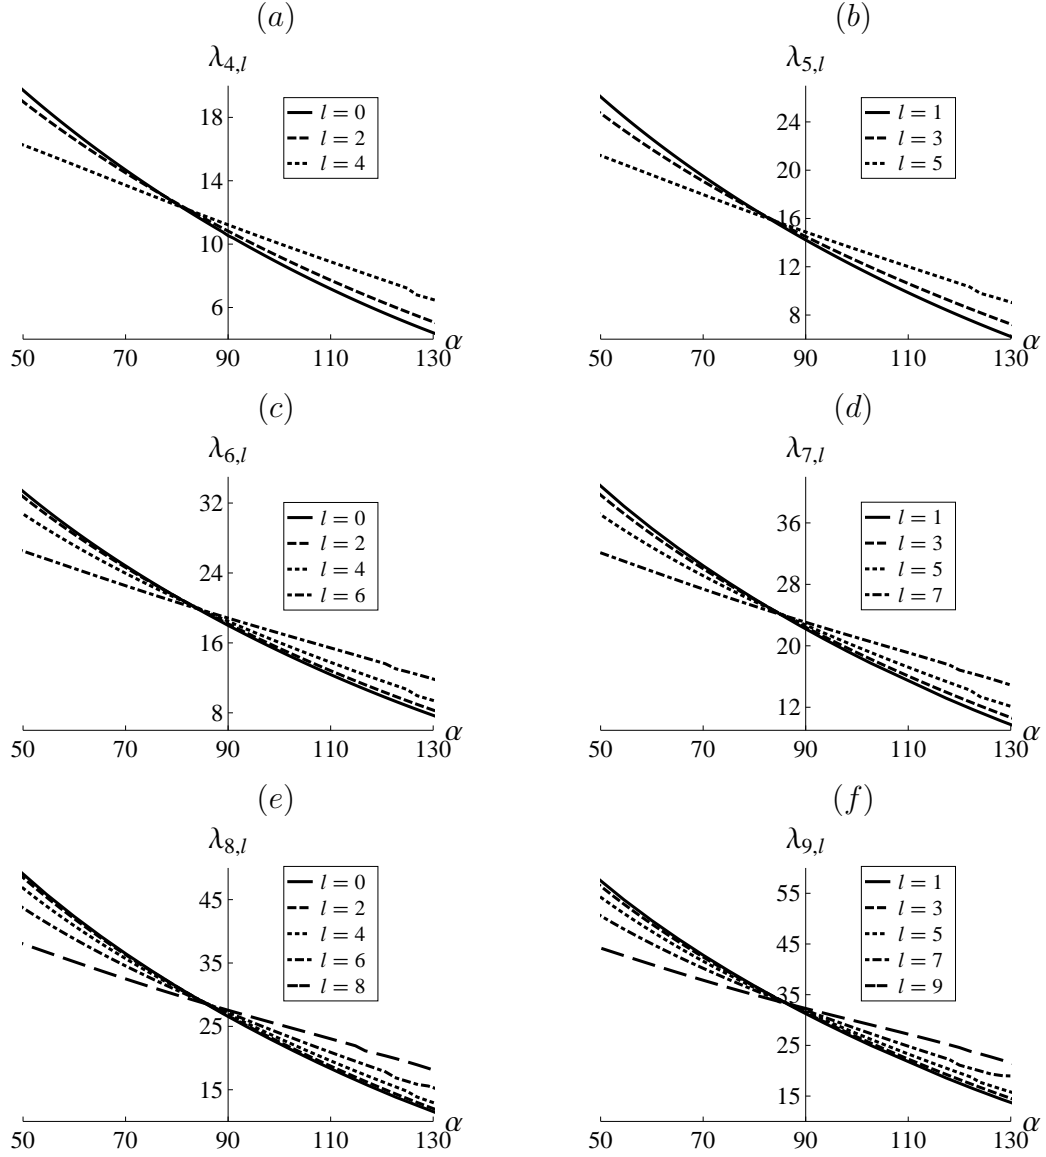 (a)
λ4,l
18
14
10
6
l = 0
l = 2
l = 4
50 70 90 110 130 α
(b)
λ5,l
24
20
16
12
8
l = 1
l = 3
l = 5
50 70 90 110 130 α
(c)
λ6,l
32
24
16
8
l = 0
l = 2
l = 4
l = 6
50 70 90 110 130 α
(d)
λ7,l
36
28
20
12
l = 1
l = 3
l = 5
l = 7
50 70 90 110 130 α
(e)
λ8,l
45
35
25
15
l = 0
l = 2
l = 4
l = 6
l = 8
50 70 90 110 130 α
(f)
λ9,l
55
45
35
25
15
l = 1
l = 3
l = 5
l = 7
l = 9
50 70 90 110 130 α